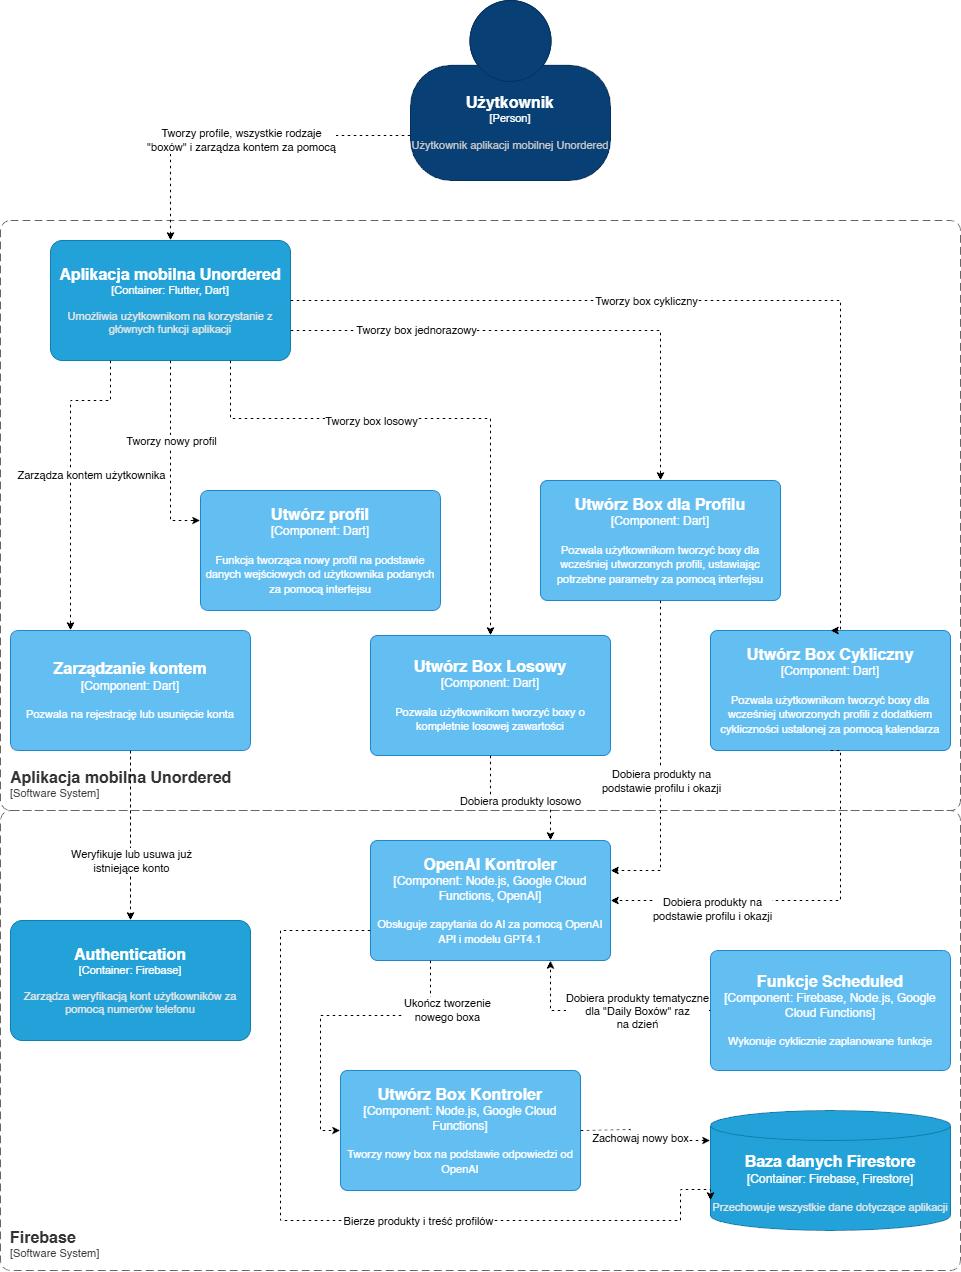 Użytkownik
[Person]
Użytkownik aplikacji mobilnej Unordered
Tworzy profile, wszystkie rodzaje
"boxów" i zarządza kontem za pomocą
Aplikacja mobilna Unordered
[Container: Flutter, Dart]
Umożliwia użytkownikom na korzystanie z
głównych funkcji aplikacji
Tworzy box cykliczny
Tworzy box jednorazowy
Tworzy box losowy
Tworzy nowy profil
Zarządza kontem użytkownika
Utwórz profil
[Component: Dart]
Funkcja tworząca nowy profil na podstawie
danych wejściowych od użytkownika podanych
za pomocą interfejsu
Utwórz Box dla Profilu
[Component: Dart]
Pozwala użytkownikom tworzyć boxy dla
wcześniej utworzonych profili, ustawiając
potrzebne parametry za pomocą interfejsu
Zarządzanie kontem
[Component: Dart]
Pozwala na rejestrację lub usunięcie konta
Utwórz Box Losowy
[Component: Dart]
Pozwala użytkownikom tworzyć boxy o
kompletnie losowej zawartości
Utwórz Box Cykliczny
[Component: Dart]
Pozwala użytkownikom tworzyć boxy dla
wcześniej utworzonych profili z dodatkiem
cykliczności ustalonej za pomocą kalendarza
Aplikacja mobilna Unordered
[Software System]
Dobiera produkty na
podstawie profilu i okazji
Dobiera produkty losowo
Weryfikuje lub usuwa już
istniejące konto
OpenAI Kontroler
[Component: Node.js, Google Cloud
Functions, OpenAI]
Obsługuje zapytania do AI za pomocą OpenAI
API i modelu GPT4.1
Dobiera produkty na
podstawie profilu i okazji
Authentication
[Container: Firebase]
Zarządza weryfikacją kont użytkowników za
pomocą numerów telefonu
Ukończ tworzenie
nowego boxa
Dobiera produkty tematyczne
dla "Daily Boxów" raz
na dzień
Funkcje Scheduled
[Component: Firebase, Node.js, Google
Cloud Functions]
Wykonuje cyklicznie zaplanowane funkcje
Utwórz Box Kontroler
[Component: Node.js, Google Cloud
Functions]
Tworzy nowy box na podstawie odpowiedzi od
OpenAI
Zachowaj nowy box
Baza danych Firestore
[Container: Firebase, Firestore]
Przechowuje wszystkie dane dotyczące aplikacji
Bierze produkty i treść profilów
Firebase
[Software System]